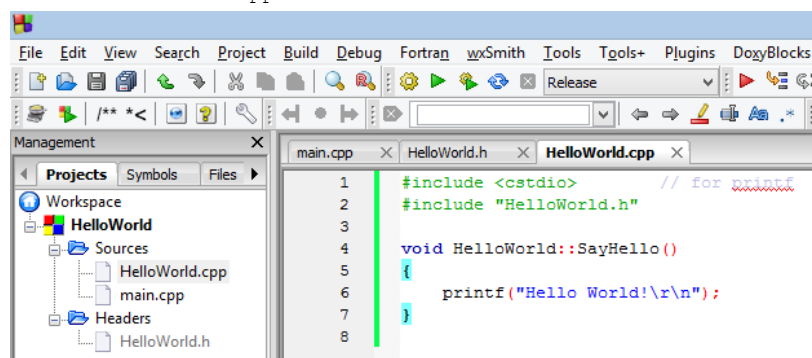 File Edit View Search Project Build Debug Fortran wxSmith Tools Tools+ Plugins DoxyBlocks
Release
/** *<
Management
main.cpp HelloWorld.h HelloWorld.cpp
Projects Symbols Files
Workspace
HelloWorld
Sources
HelloWorld.cpp
main.cpp
Headers
HelloWorld.h
1 #include <cstdio> // for printf
2 #include "HelloWorld.h"
3
4 void HelloWorld::SayHello()
5 {
6 printf("Hello World!\r\n");
7 }
8